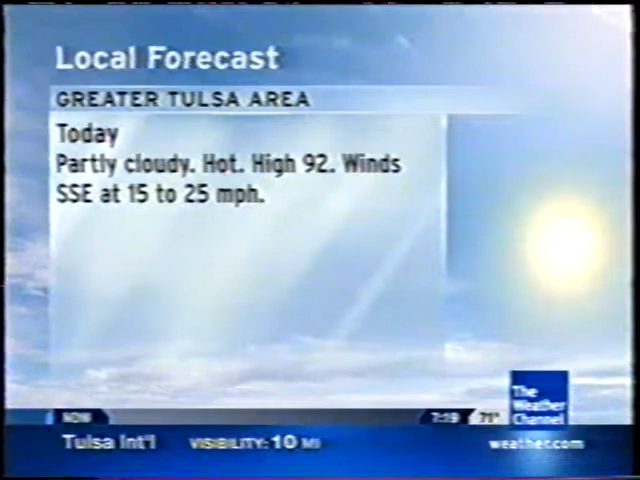 Local Forecast
GREATER TULSA AREA
Today
Partly cloudy. Hot. High 92. Winds
SSE at 15 to 25 mph.
NOW
7:19 71°
The
Weather
Channel
Tulsa Int'l VISIBILITY: 10 MI
weather.com